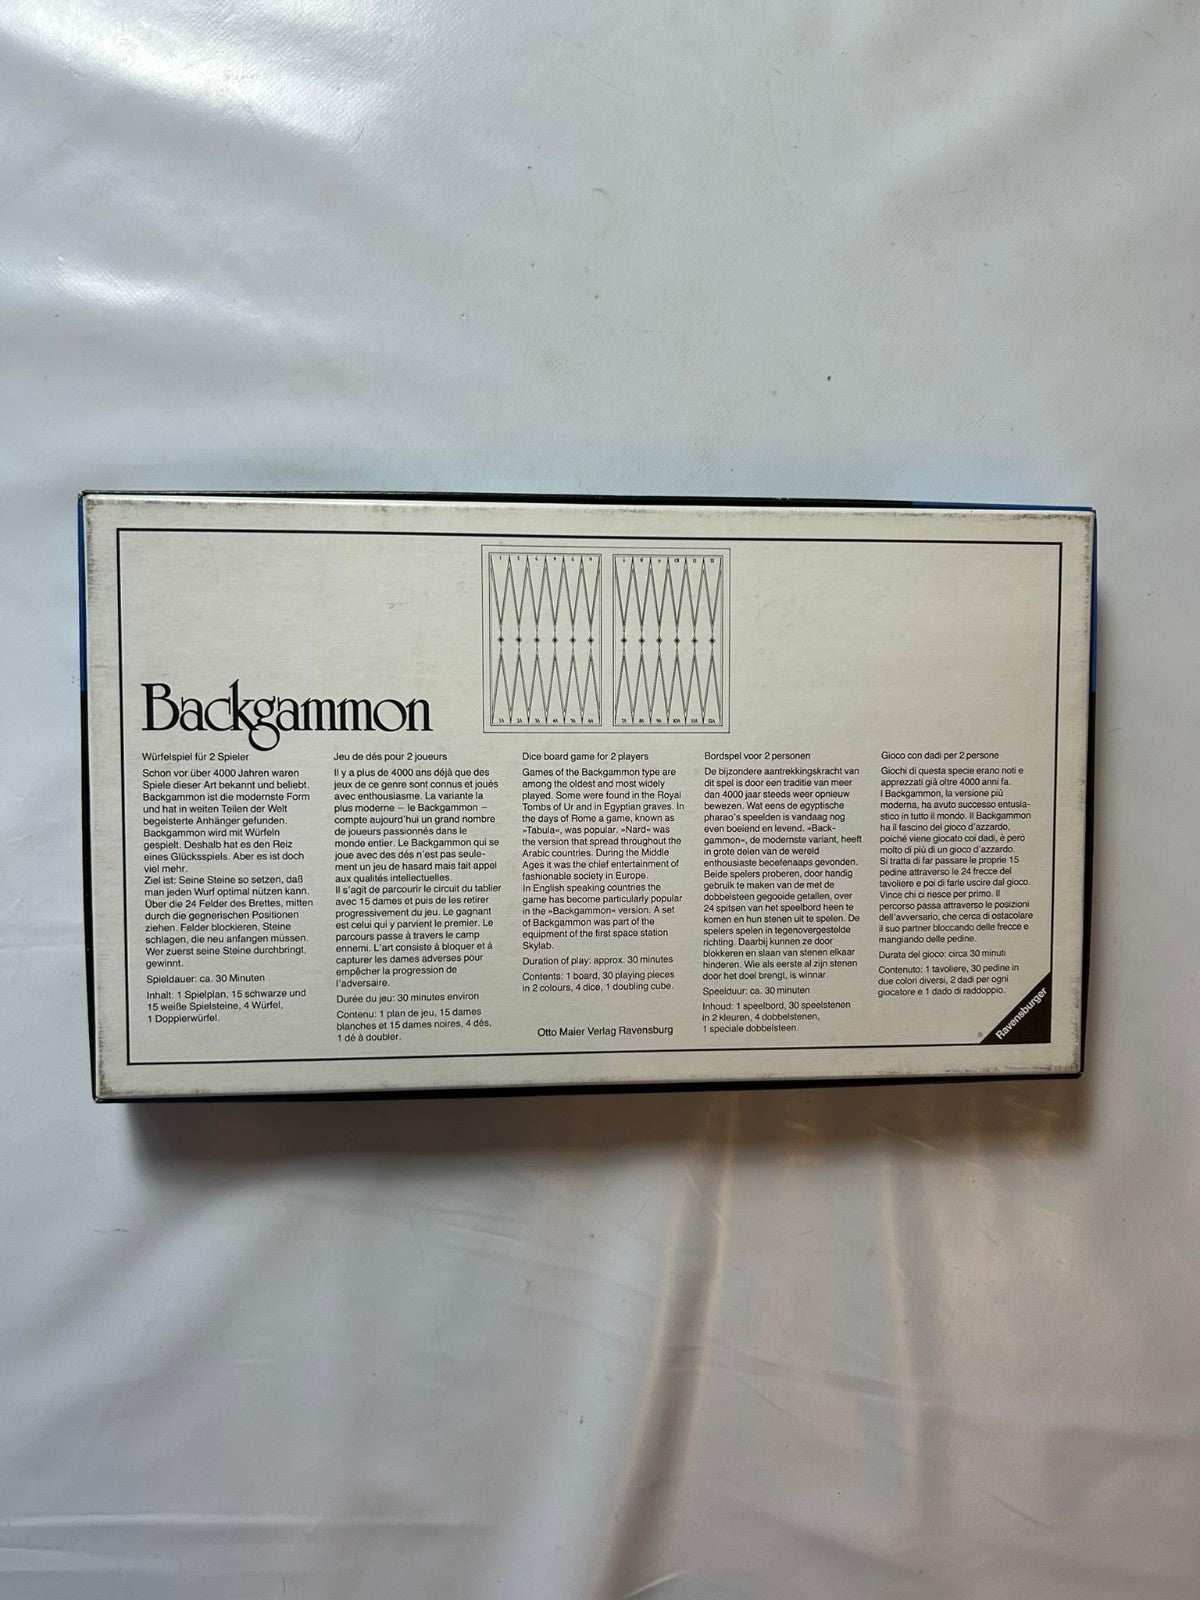 Backgammon
Würfelspiel für 2 Spieler
Schon vor über 4000 Jahren waren
Spiele dieser Art bekannt und beliebt.
Backgammon ist die modernste Form
und hat in weiten Teilen der Welt
begeisterte Anhänger gefunden.
Backgammon wird mit Würfeln
gespielt. Deshalb hat es den Reiz
eines Glücksspiels. Aber es ist doch
viel mehr.
Ziel ist: Seine Steine so setzen, daß
man jeden Wurf optimal nützen kann.
Über die 24 Felder des Brettes, mitten
durch die gegnerischen Positionen
ziehen. Felder blockieren, Steine
schlagen, die neu anfangen müssen.
Wer zuerst seine Steine durchbringt,
gewinnt.
Spieldauer: ca. 30 Minuten
Inhalt: 1 Spielplan, 15 schwarze und
15 weiße Spielsteine, 4 Würfel,
1 Dopplerwürfel.
Jeu de dés pour 2 joueurs
Il y a plus de 4000 ans déjà que des
jeux de ce genre sont connus et joués
avec enthousiasme. La variante la
plus moderne – le Backgammon –
compte aujourd'hui un grand nombre
de joueurs passionnés dans le
monde entier. Le Backgammon qui se
joue avec des dés n'est pas seule-
ment un jeu de hasard mais fait appel
aux qualités intellectuelles.
Il s'agit de parcourir le circuit du tablier
avec 15 dames et puis de les retirer
progressivement du jeu. Le gagnant
est celui qui y parvient le premier. Le
parcours passe à travers le camp
ennemi. L'art consiste à bloquer et à
capturer les dames adverses pour
empêcher la progression de
l'adversaire.
Durée du jeu: 30 minutes environ
Contenu: 1 plan de jeu, 15 dames
blanches et 15 dames noires, 4 dés,
1 dé à doubler.
Dice board game for 2 players
Games of the Backgammon type are
among the oldest and most widely
played. Some were found in the Royal
Tombs of Ur and in Egyptian graves. In
the days of Rome a game, known as
»Tabula«, was popular. »Nard« was
the version that spread throughout the
Arabic countries. During the Middle
Ages it was the chief entertainment of
fashionable society in Europe.
In English speaking countries the
game has become particularly popular
in the »Backgammon« version. A set
of Backgammon was part of the
equipment of the first space station
Skylab.
Duration of play: approx. 30 minutes
Contents: 1 board, 30 playing pieces
in 2 colours, 4 dice, 1 doubling cube.
Otto Maier Verlag Ravensburg
Bordspel voor 2 personen
De bijzondere aantrekkingskracht van
dit spel is door een traditie van meer
dan 4000 jaar steeds weer opnieuw
bewezen. Wat eens de egyptische
pharao's speelden is vandaag nog
even boeiend en levend. »Back-
gammon«, de modernste variant, heeft
in grote delen van de wereld
enthousiaste beoefenaaps gevonden.
Beide spelers proberen, door handig
gebruik te maken van de met de
dobbelsteen gegooide getallen, over
24 spitsen van het speelbord heen te
komen en hun stenen uit te spelen. De
spelers spelen in tegenovergestelde
richting. Daarbij kunnen ze door
blokkeren en slaan van stenen elkaar
hinderen. Wie als eerste al zijn stenen
door het doel brengt, is winnar.
Speelduur: ca. 30 minuten
Inhoud: 1 speelbord, 30 speelstenen
in 2 kleuren, 4 dobbelstenen,
1 speciale dobbelsteen.
Gioco con dadi per 2 persone
Giochi di questa specie erano noti e
apprezzati già oltre 4000 anni fa.
I Backgammon, la versione più
moderna, ha avuto successo entusia-
stico in tutto il mondo. Il Backgammon
ha il fascino del gioco d'azzardo,
poiché viene giocato coi dadi, è però
molto di più di un gioco d'azzardo.
Si tratta di far passare le proprie 15
pedine attraverso le 24 frecce del
tavoliere e poi di farle uscire dal gioco.
Vince chi ci riesce per primo. Il
percorso passa attraverso le posizioni
dell'avversario, che cerca di ostacolare
il suo partner bloccando delle frecce e
mangiando delle pedine.
Durata del gioco: circa 30 minuti
Contenuto: 1 tavoliere, 30 pedine in
due colori diversi, 2 dadi per ogni
giocatore e 1 dado di raddoppio.
® Ravensburger